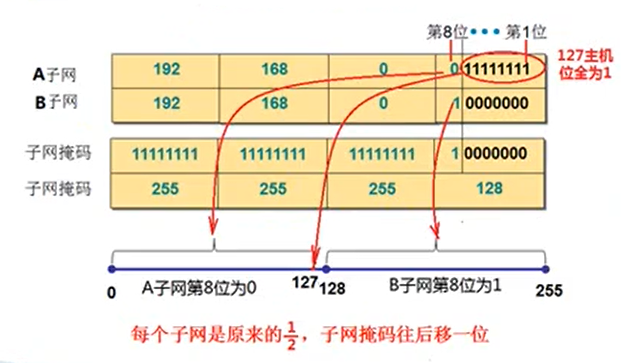 第8位 ••• 第1位
A子网 192 168 0 0 11111111 127主机位全为1
B子网 192 168 0 1 0000000
子网掩码 11111111 11111111 11111111 1 0000000
子网掩码 255 255 255 128
0 A子网第8位为0 127 128 B子网第8位为1 255
每个子网是原来的1/2，子网掩码往后移一位